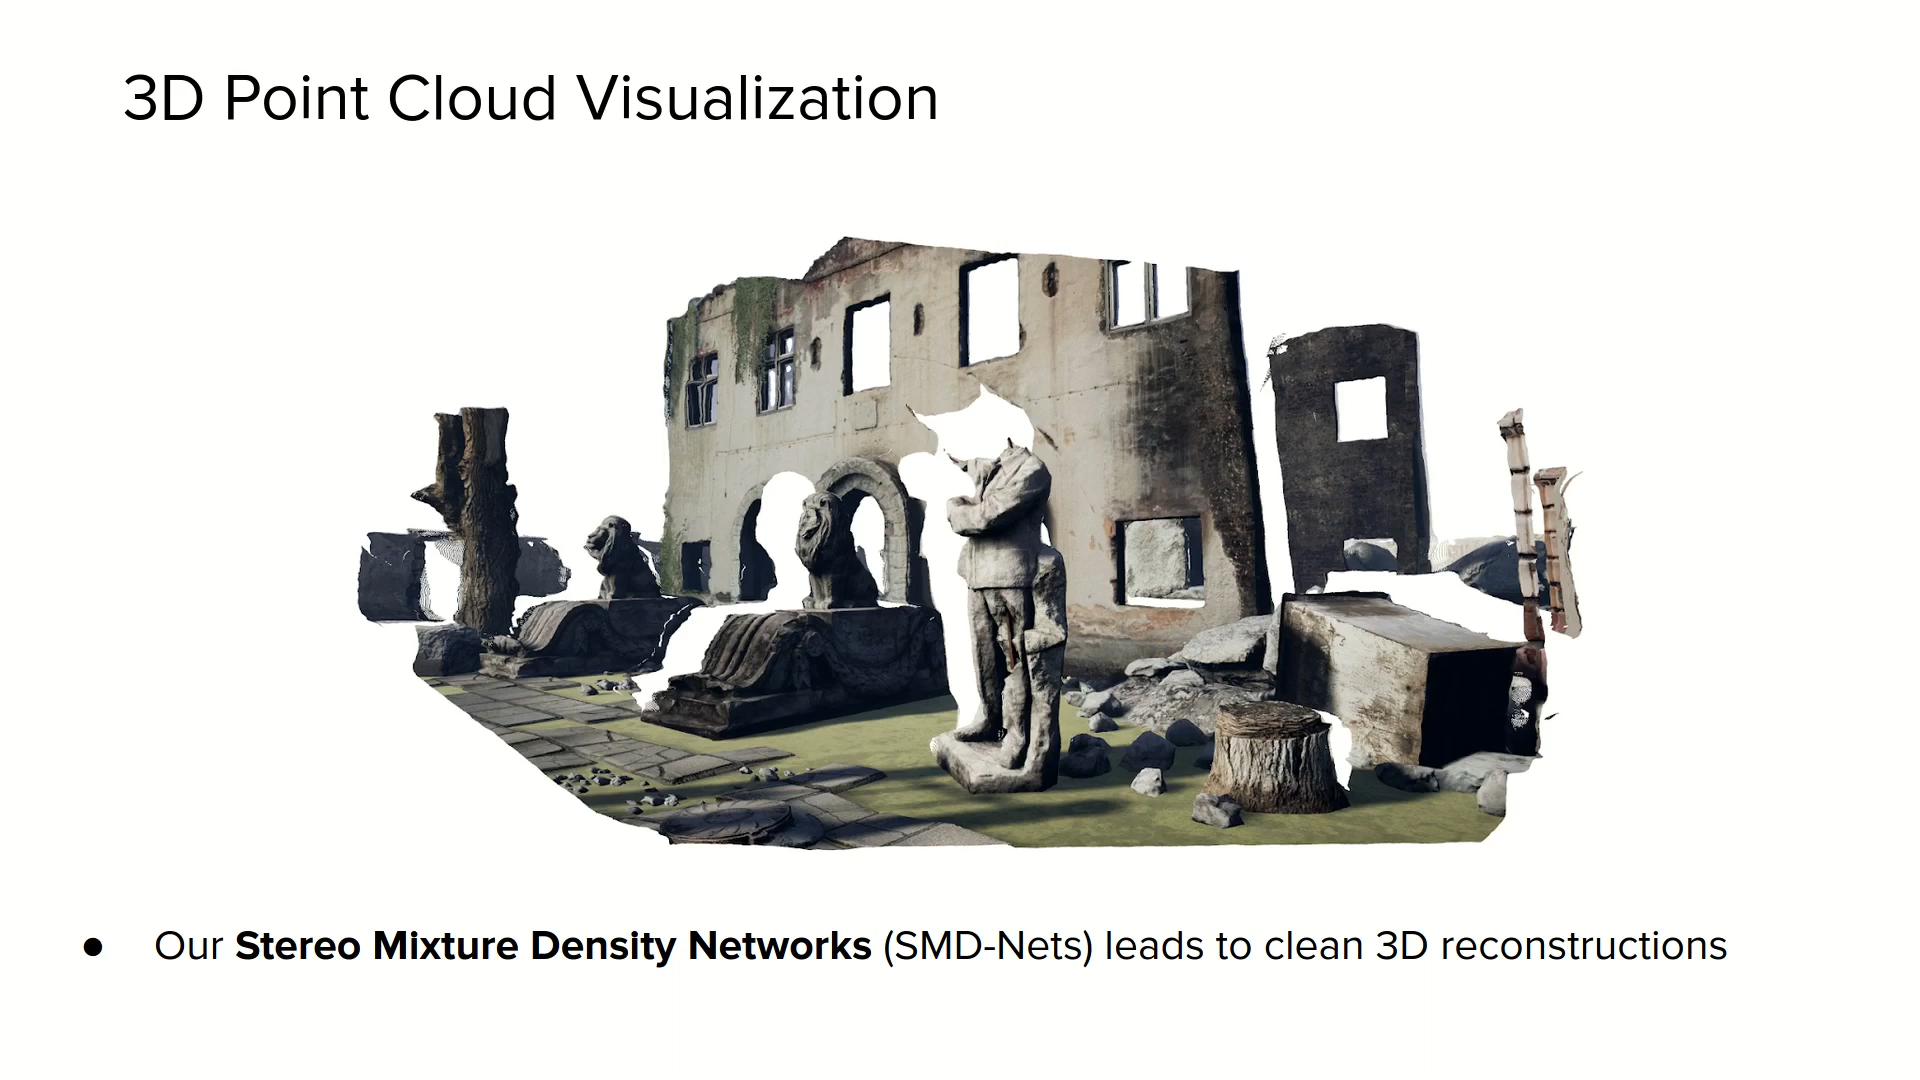 3D Point Cloud Visualization
● Our Stereo Mixture Density Networks (SMD-Nets) leads to clean 3D reconstructions